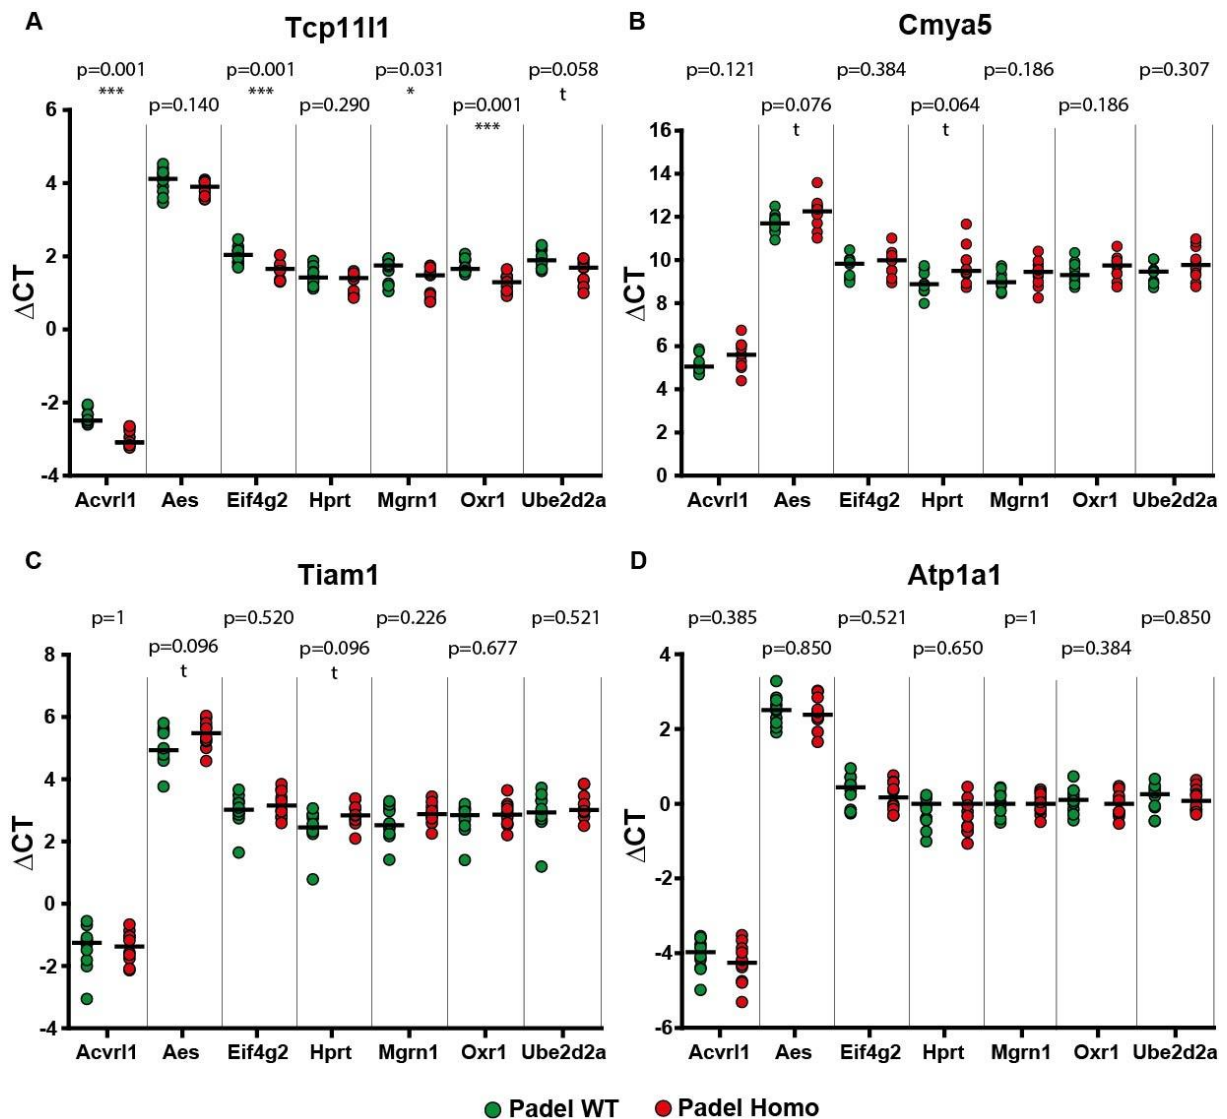 A
Tcp11l1
p=0.001 p=0.001 p=0.031 p=0.058
*** *** * t
p=0.140 p=0.290 p=0.001
***
6
4
2
0
-2
-4
ΔCT
Acvrl1 Aes Eif4g2 Hprt Mgrn1 Oxr1 Ube2d2a
B
Cmya5
p=0.121 p=0.384 p=0.186 p=0.307
p=0.076 p=0.064 p=0.186
t t
16
14
12
10
8
6
4
2
0
ΔCT
Acvrl1 Aes Eif4g2 Hprt Mgrn1 Oxr1 Ube2d2a
C
Tiam1
p=1 p=0.520 p=0.226 p=0.521
p=0.096 p=0.096 p=0.677
t t
8
6
4
2
0
-2
-4
ΔCT
Acvrl1 Aes Eif4g2 Hprt Mgrn1 Oxr1 Ube2d2a
D
Atp1a1
p=0.385 p=0.521 p=1 p=0.850
p=0.850 p=0.650 p=0.384
4
2
0
-2
-4
-6
ΔCT
Acvrl1 Aes Eif4g2 Hprt Mgrn1 Oxr1 Ube2d2a
Padel WT Padel Homo